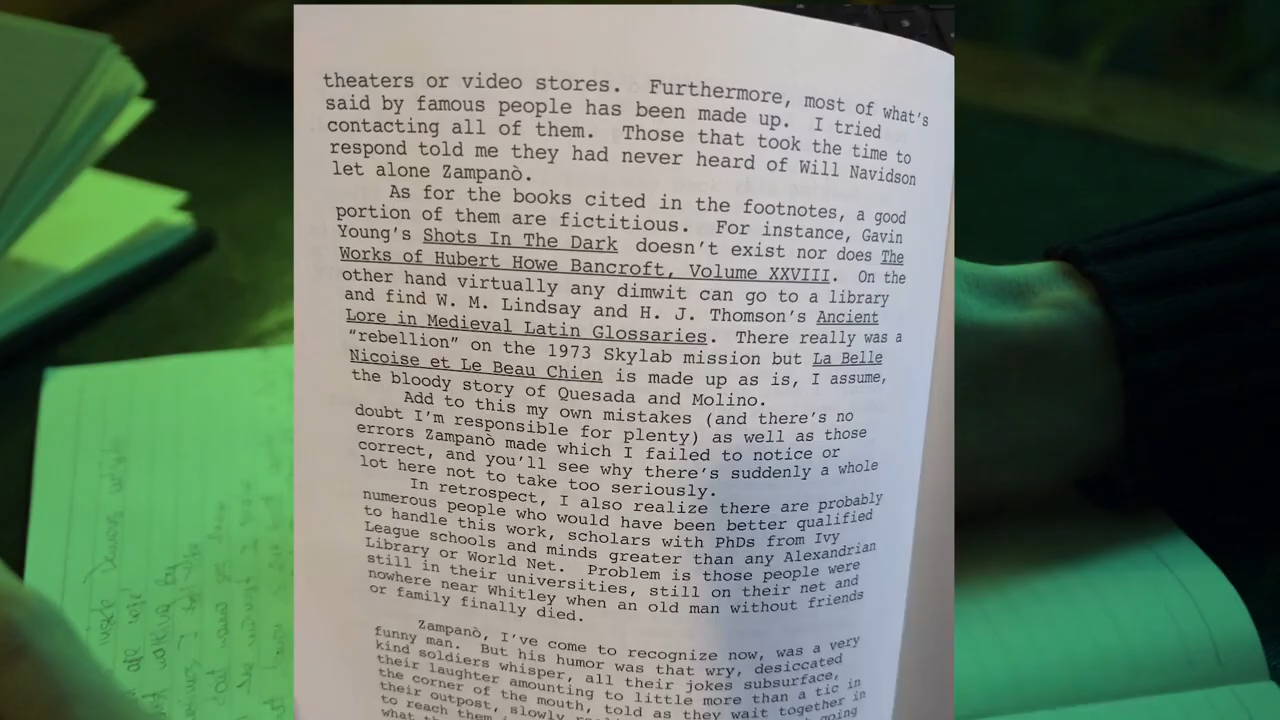 theaters or video stores. Furthermore, most of what's
said by famous people has been made up. I tried
contacting all of them. Those that took the time to
respond told me they had never heard of Will Navidson
let alone Zampanò.
As for the books cited in the footnotes, a good
portion of them are fictitious. For instance, Gavin
Young's Shots In The Dark doesn't exist nor does The
Works of Hubert Howe Bancroft, Volume XXVIII. On the
other hand virtually any dimwit can go to a library
and find W. M. Lindsay and H. J. Thomson's Ancient
Lore in Medieval Latin Glossaries. There really was a
"rebellion" on the 1973 Skylab mission but La Belle
Nicoise et Le Beau Chien is made up as is, I assume,
the bloody story of Quesada and Molino.
Add to this my own mistakes (and there's no
doubt I'm responsible for plenty) as well as those
errors Zampanò made which I failed to notice or
correct, and you'll see why there's suddenly a whole
lot here not to take too seriously.
In retrospect, I also realize there are probably
numerous people who would have been better qualified
to handle this work, scholars with PhDs from Ivy
League schools and minds greater than any Alexandrian
Library or World Net. Problem is those people were
still in their universities, still on their net and
nowhere near Whitley when an old man without friends
or family finally died.
Zampanò, I've come to recognize now, was a very
funny man. But his humor was that wry, desiccated
kind soldiers whisper, all their jokes subsurface,
their laughter amounting to little more than a tic in
the corner of the mouth, told as they wait together in
their outpost, slowly
to reach them going
what